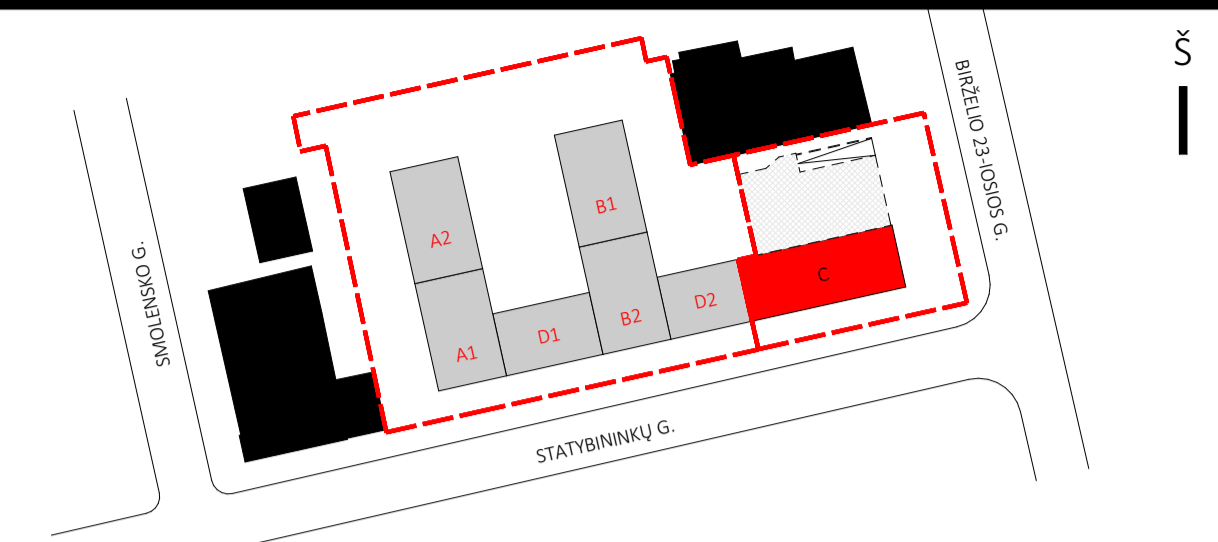 Š
BIRŽELIO 23-IOSIOS G.
B1
A2
SMOLENSKO G.
C
D2
B2
D1
A1
STATYBININKŲ G.